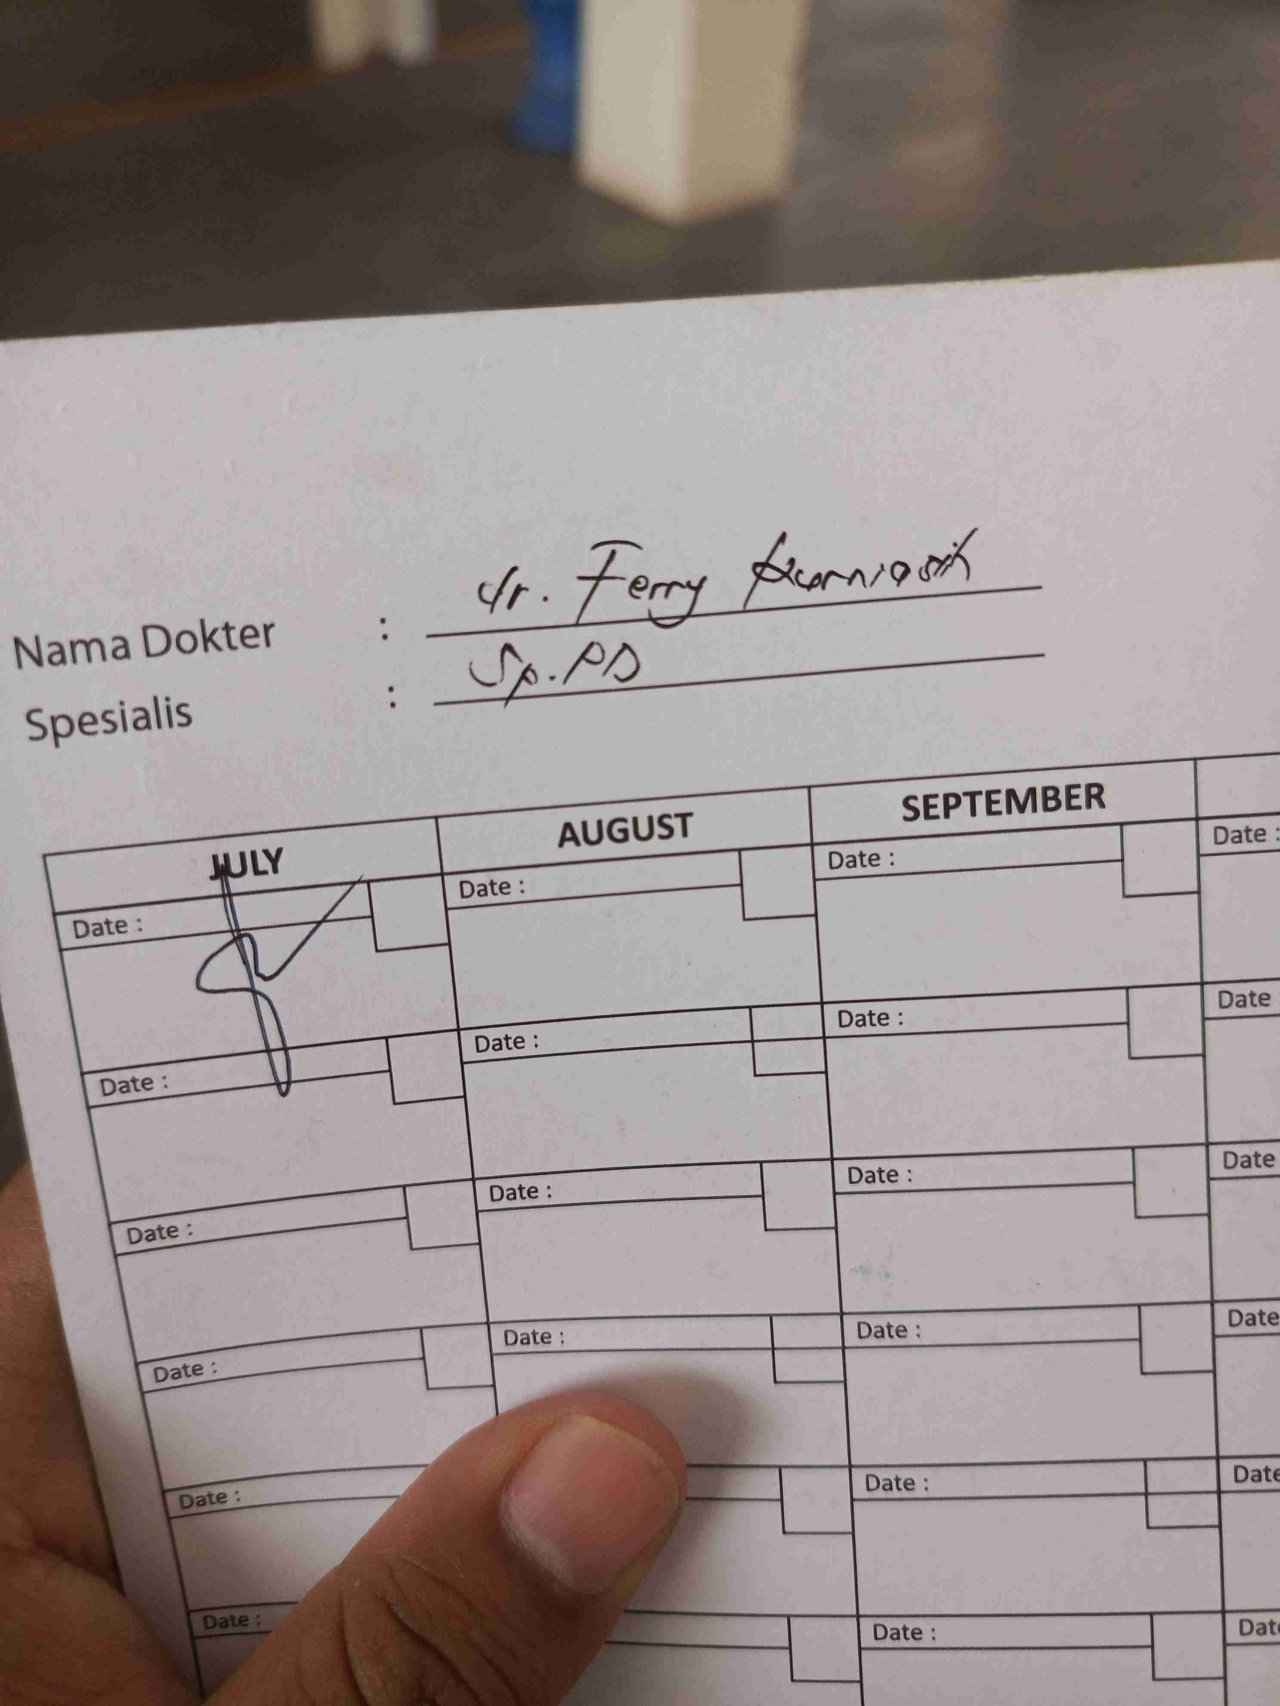 Nama Dokter : dr. Ferry Kurniasih
Spesialis : Sp.PD
JULY AUGUST SEPTEMBER
Date : Date : Date : Date :
Date : Date : Date : Date
Date : Date : Date : Date
Date : Date : Date : Date
Date : Date : Date
Date : Date : Date